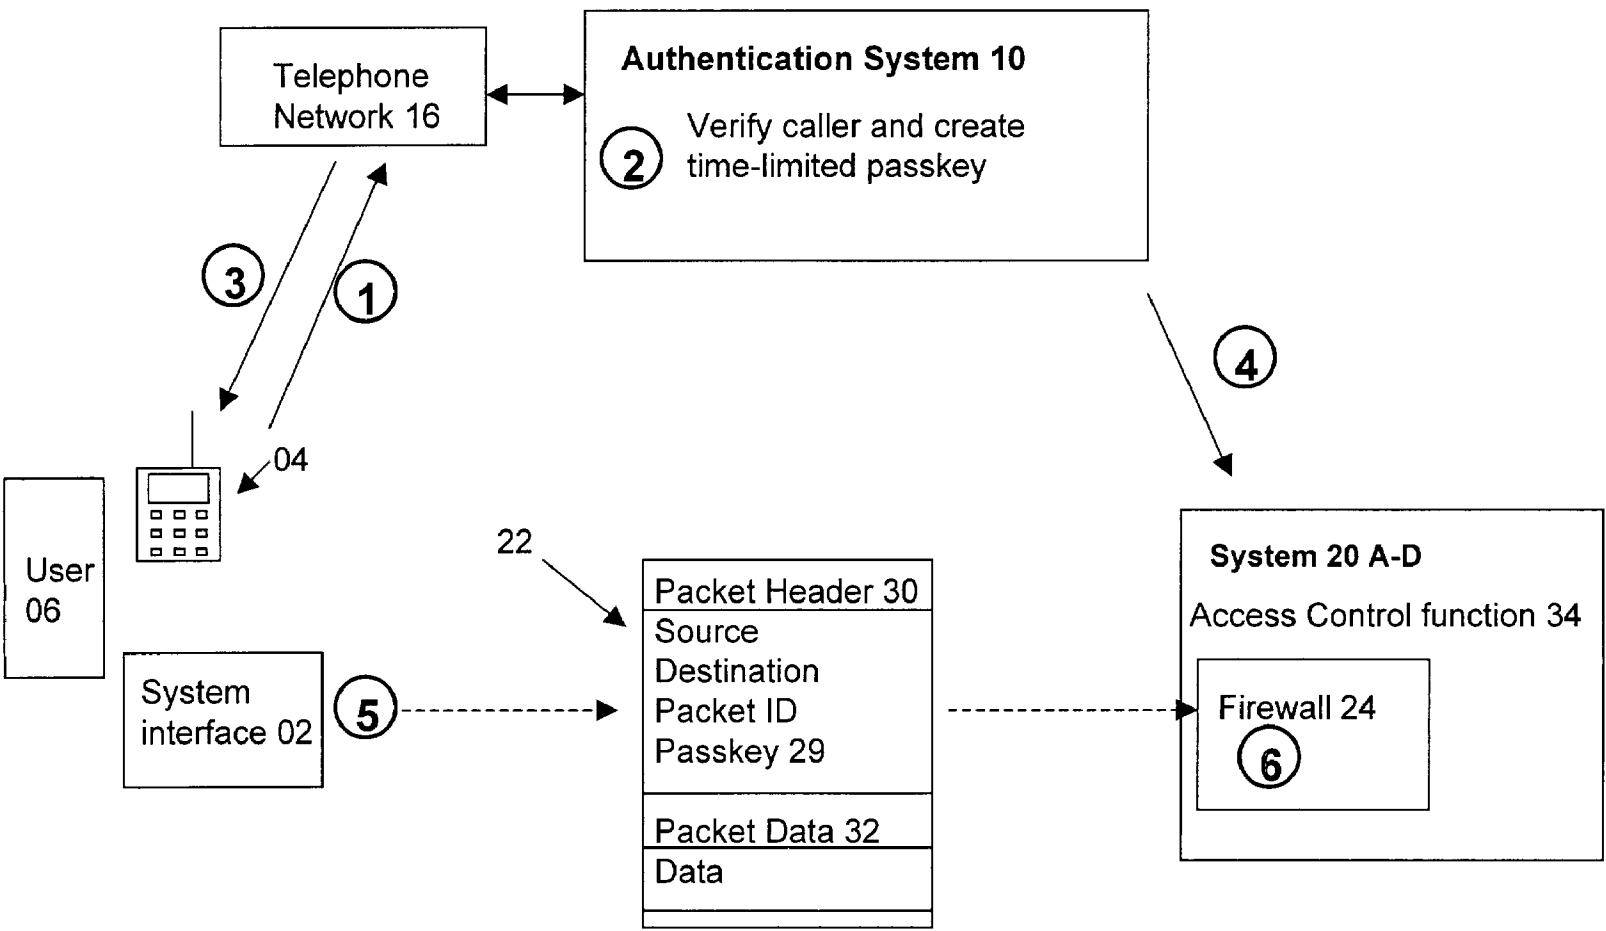 Telephone
Network 16
Authentication System 10
Verify caller and create
time-limited passkey
2
3
1
4
04
User
06
22
System
interface 02
5
Packet Header 30
Source
Destination
Packet ID
Passkey 29
Packet Data 32
Data
System 20 A-D
Access Control function 34
Firewall 24
6